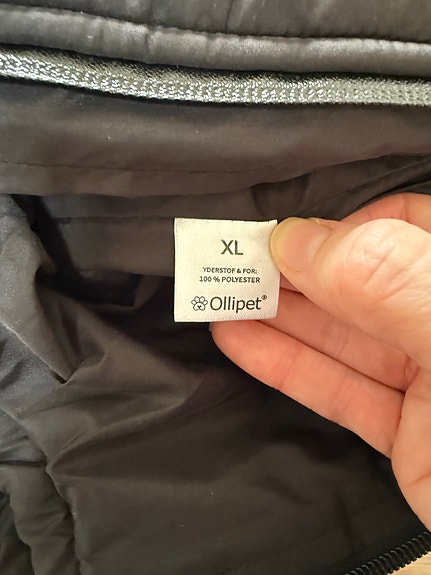 XL
YDERSTOF & FOR:
100 % POLYESTER
Ollipet®